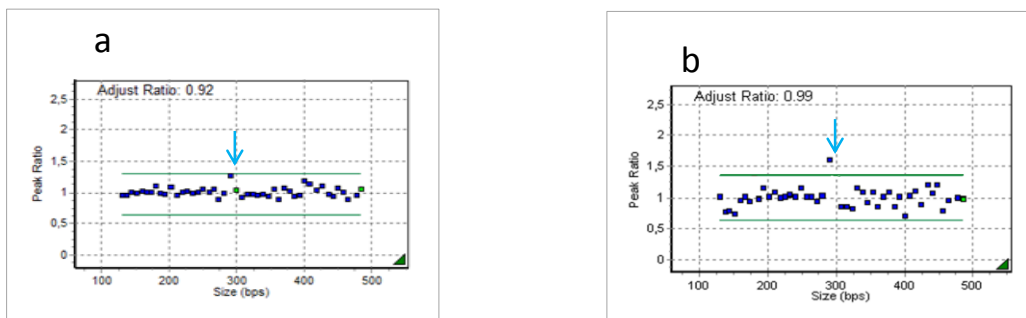 a
Adjust Ratio: 0.92
2,5
2
1,5
1
0,5
0
Peak Ratio
100 200 300 400 500
Size (bps)
b
Adjust Ratio: 0.99
2,5
2
1,5
1
0,5
0
Peak Ratio
100 200 300 400 500
Size (bps)